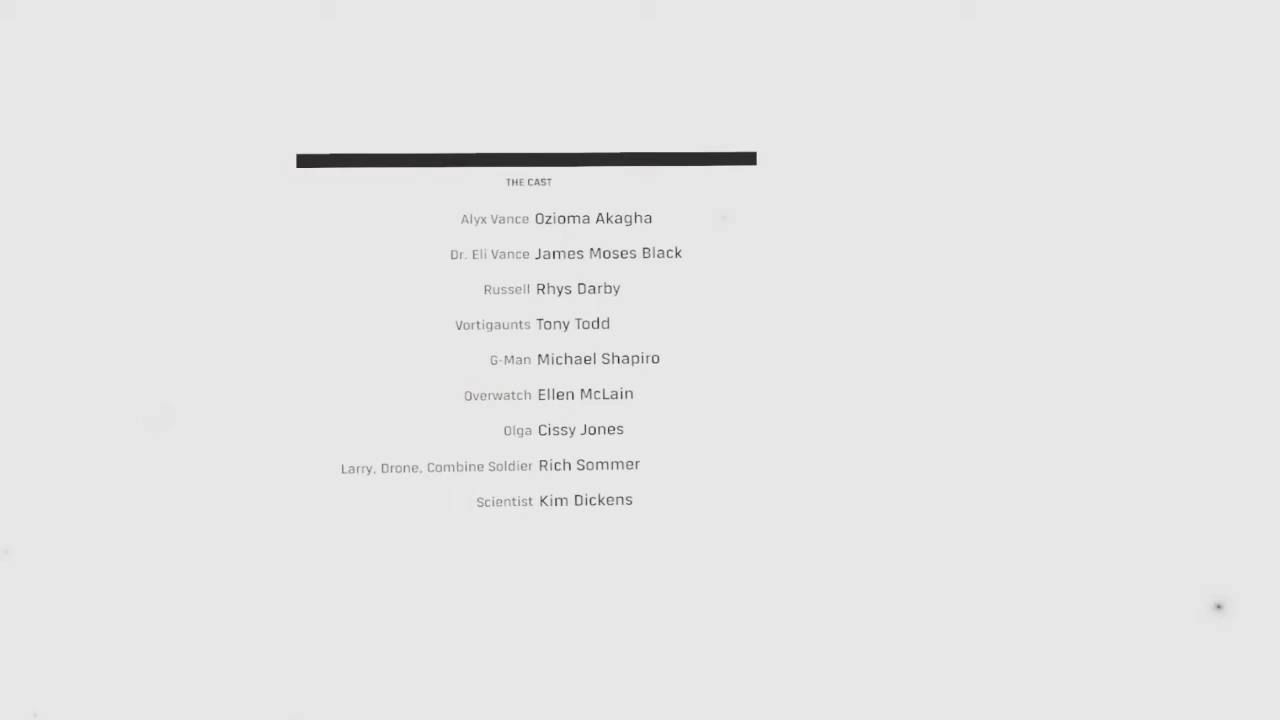 THE CAST
Alyx Vance Ozioma Akagha
Dr. Eli Vance James Moses Black
Russell Rhys Darby
Vortigaunts Tony Todd
G-Man Michael Shapiro
Overwatch Ellen McLain
Olga Cissy Jones
Larry, Drone, Combine Soldier Rich Sommer
Scientist Kim Dickens